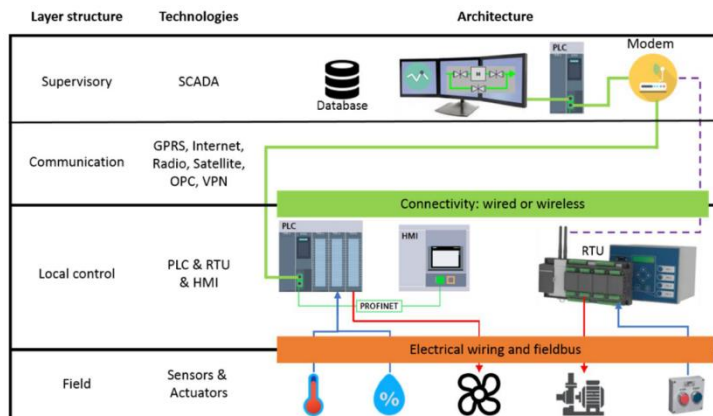 Layer structure
Technologies
Architecture
Supervisory
SCADA
Database
PLC
Modem
Communication
GPRS, Internet,
Radio, Satellite,
OPC, VPN
Connectivity: wired or wireless
Local control
PLC & RTU
& HMI
PLC
HMI
RTU
PROFINET
Electrical wiring and fieldbus
Field
Sensors &
Actuators
%